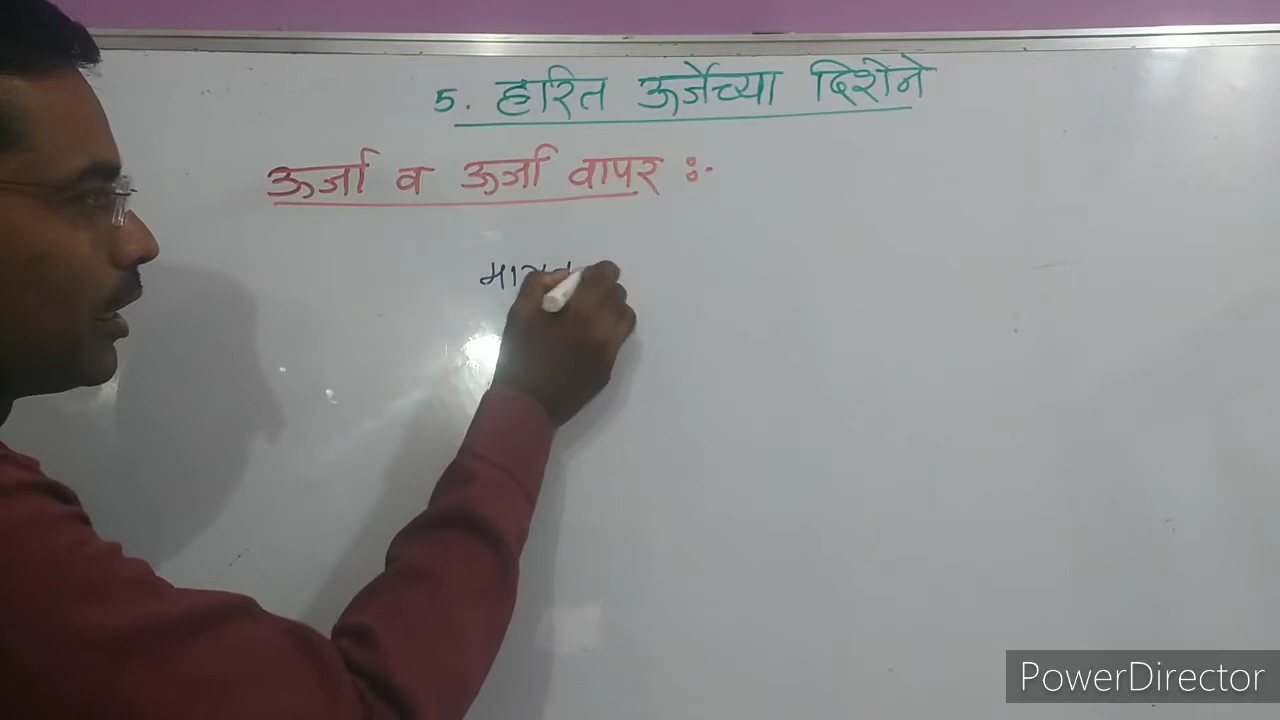 5. हरित ऊर्जेच्या दिशेने
ऊर्जा व ऊर्जा वापर :-
PowerDirector